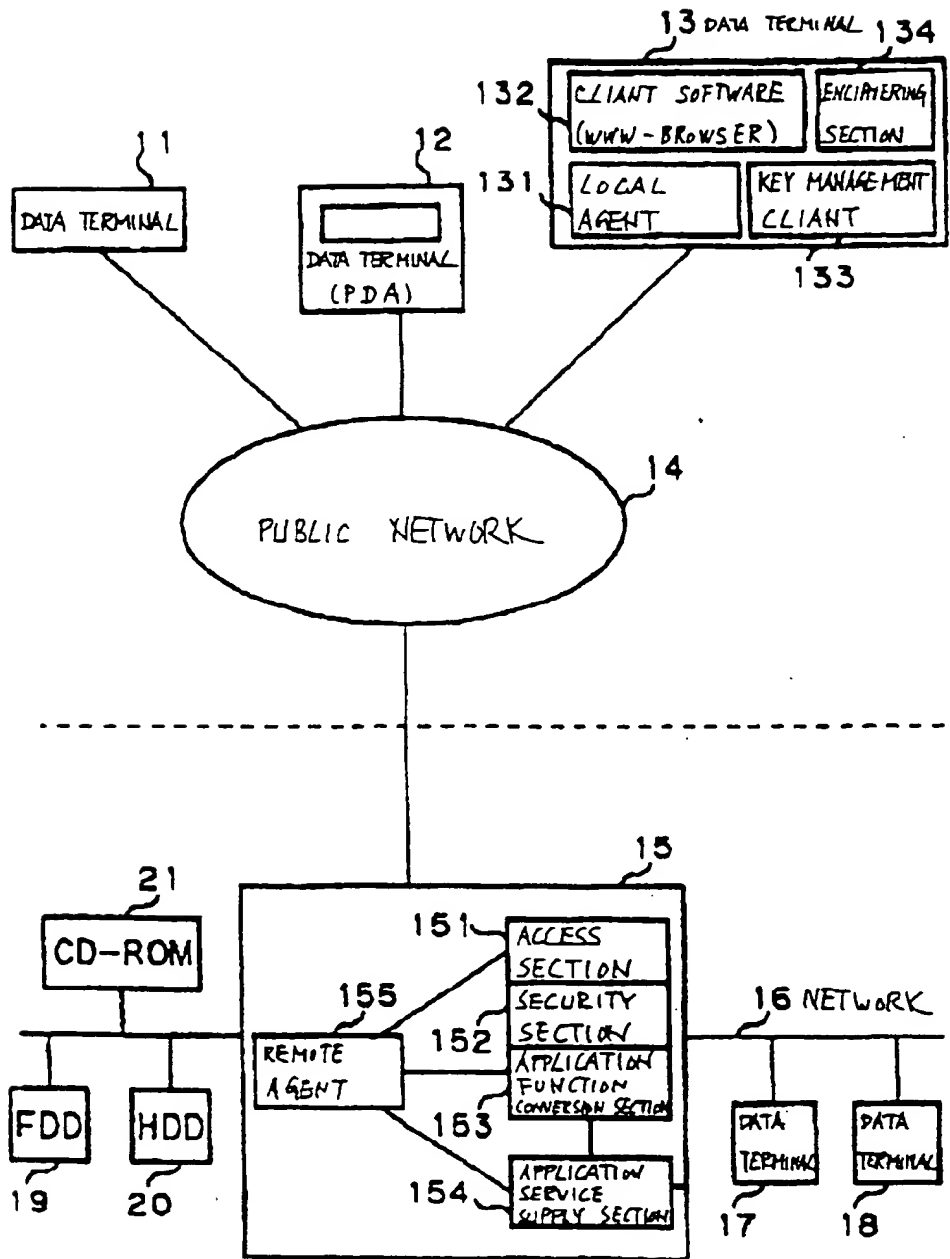 13 DATA TERMINAL
134
132
CLIANT SOFTWARE
(WWW-BROWSER)
ENCIPHERING
SECTION
131
LOCAL
AGENT
KEY MANAGEMENT
CLIANT
133
11
DATA TERMINAL
12
DATA TERMINAL
(PDA)
14
PUBLIC NETWORK
15
21
CD-ROM
151
ACCESS
SECTION
152
SECURITY
SECTION
155
REMOTE
AGENT
153
APPLICATION
FUNCTION
CONVERSION SECTION
154
APPLICATION
SERVICE
SUPPLY SECTION
16 NETWORK
FDD
19
HDD
20
DATA
TERMINAL
17
DATA
TERMINAL
18